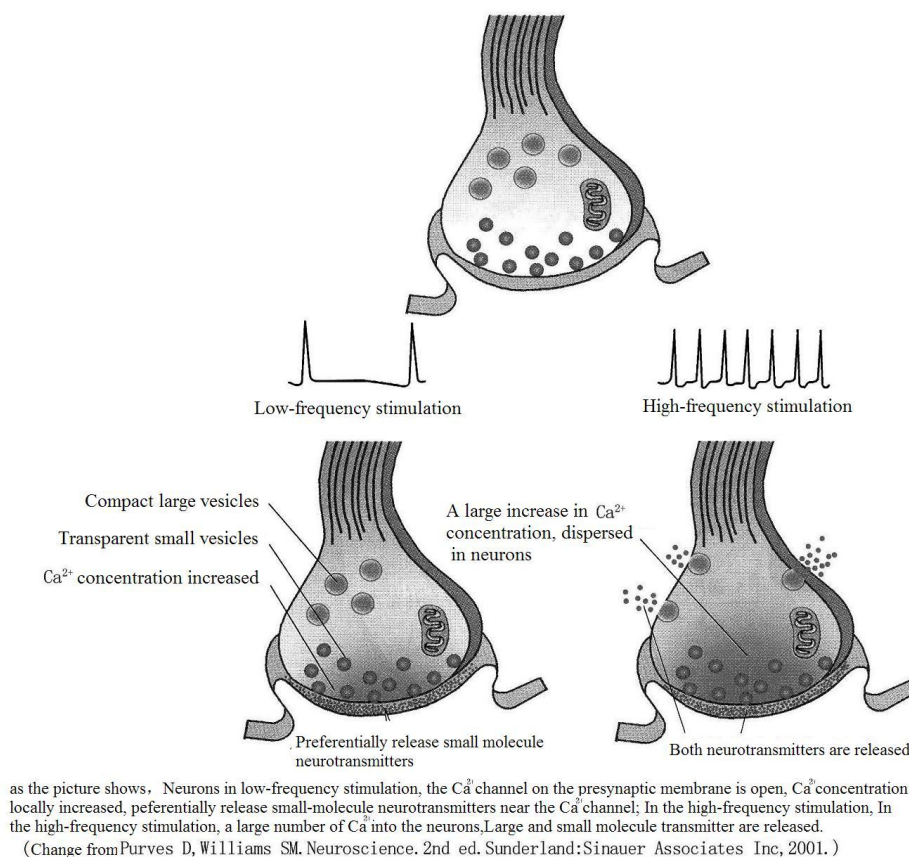 Low-frequency stimulation
High-frequency stimulation
Compact large vesicles
Transparent small vesicles
Ca²⁺ concentration increased
A large increase in Ca²⁺
concentration, dispersed
in neurons
Preferentially release small molecule
neurotransmitters
Both neurotransmitters are released
as the picture shows，Neurons in low-frequency stimulation, the Ca²⁺ channel on the presynaptic membrane is open, Ca²⁺ concentration
locally increased, peferentially release small-molecule neurotransmitters near the Ca²⁺ channel; In the high-frequency stimulation, In
the high-frequency stimulation, a large number of Ca²⁺ into the neurons,Large and small molecule transmitter are released.
(Change from Purves D, Williams SM. Neuroscience. 2nd ed. Sunderland:Sinauer Associates Inc, 2001.)